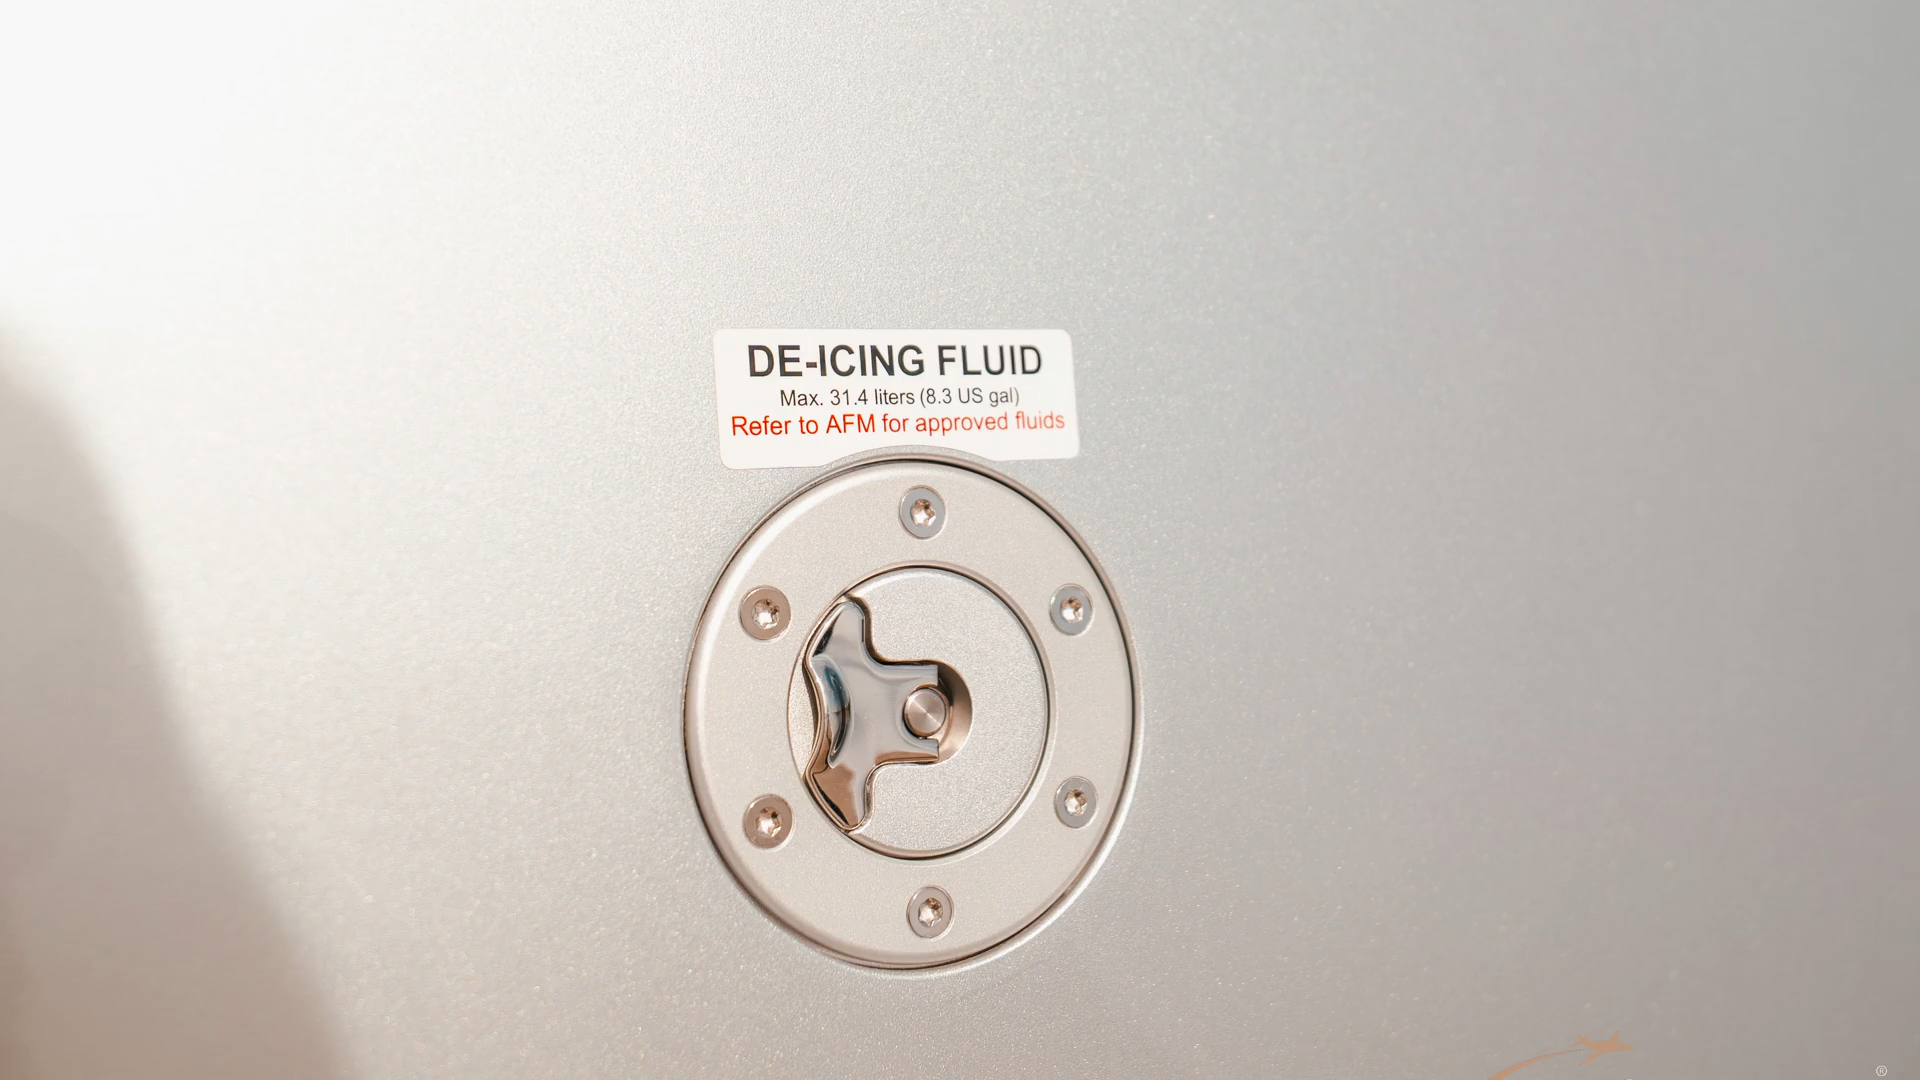 DE-ICING FLUID
Max. 31.4 liters (8.3 US gal)
Refer to AFM for approved fluids
®